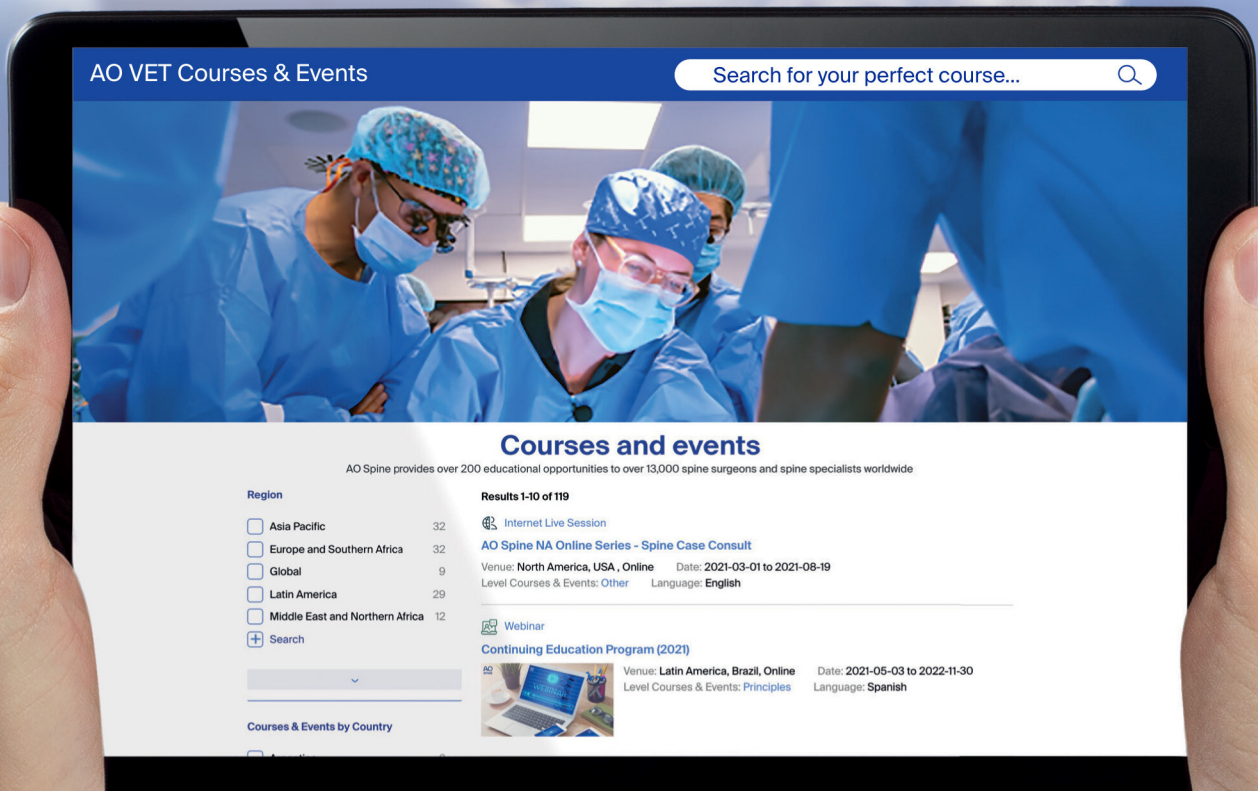 AO VET Courses & Events
Search for your perfect course...
Courses and events
AO Spine provides over 200 educational opportunities to over 13,000 spine surgeons and spine specialists worldwide
Region
Asia Pacific 32
Europe and Southern Africa 32
Global 9
Latin America 29
Middle East and Northern Africa 12
Search
Courses & Events by Country
Results 1-10 of 119
Internet Live Session
AO Spine NA Online Series - Spine Case Consult
Venue: North America, USA , Online Date: 2021-03-01 to 2021-08-19
Level Courses & Events: Other Language: English
Webinar
Continuing Education Program (2021)
AO
WEBINAR
Venue: Latin America, Brazil, Online Date: 2021-05-03 to 2022-11-30
Level Courses & Events: Principles Language: Spanish